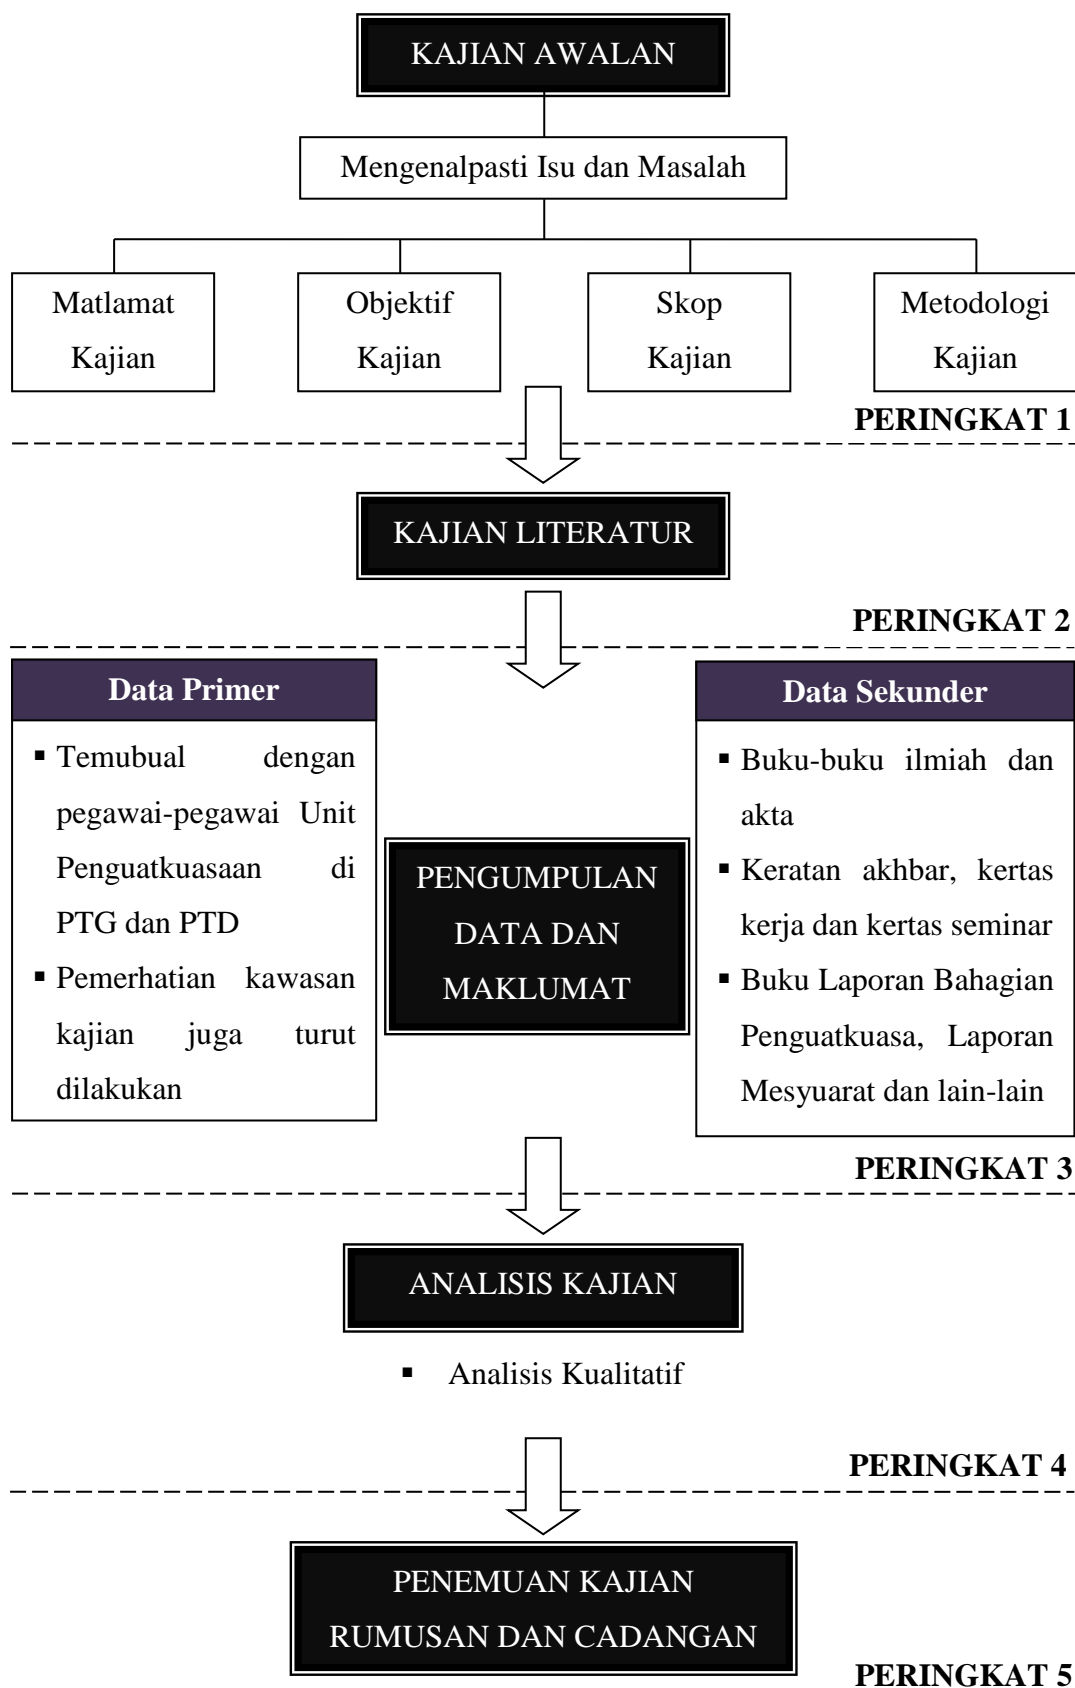 KAJIAN AWALAN
Mengenalpasti Isu dan Masalah
Matlamat
Kajian
Objektif
Kajian
Skop
Kajian
Metodologi
Kajian
PERINGKAT 1
KAJIAN LITERATUR
PERINGKAT 2
Data Primer
▪ Temubual dengan
pegawai-pegawai Unit
Penguatkuasaan di
PTG dan PTD
▪ Pemerhatian kawasan
kajian juga turut
dilakukan
PENGUMPULAN
DATA DAN
MAKLUMAT
Data Sekunder
▪ Buku-buku ilmiah dan
akta
▪ Keratan akhbar, kertas
kerja dan kertas seminar
▪ Buku Laporan Bahagian
Penguatkuasa, Laporan
Mesyuarat dan lain-lain
PERINGKAT 3
ANALISIS KAJIAN
▪ Analisis Kualitatif
PERINGKAT 4
PENEMUAN KAJIAN
RUMUSAN DAN CADANGAN
PERINGKAT 5